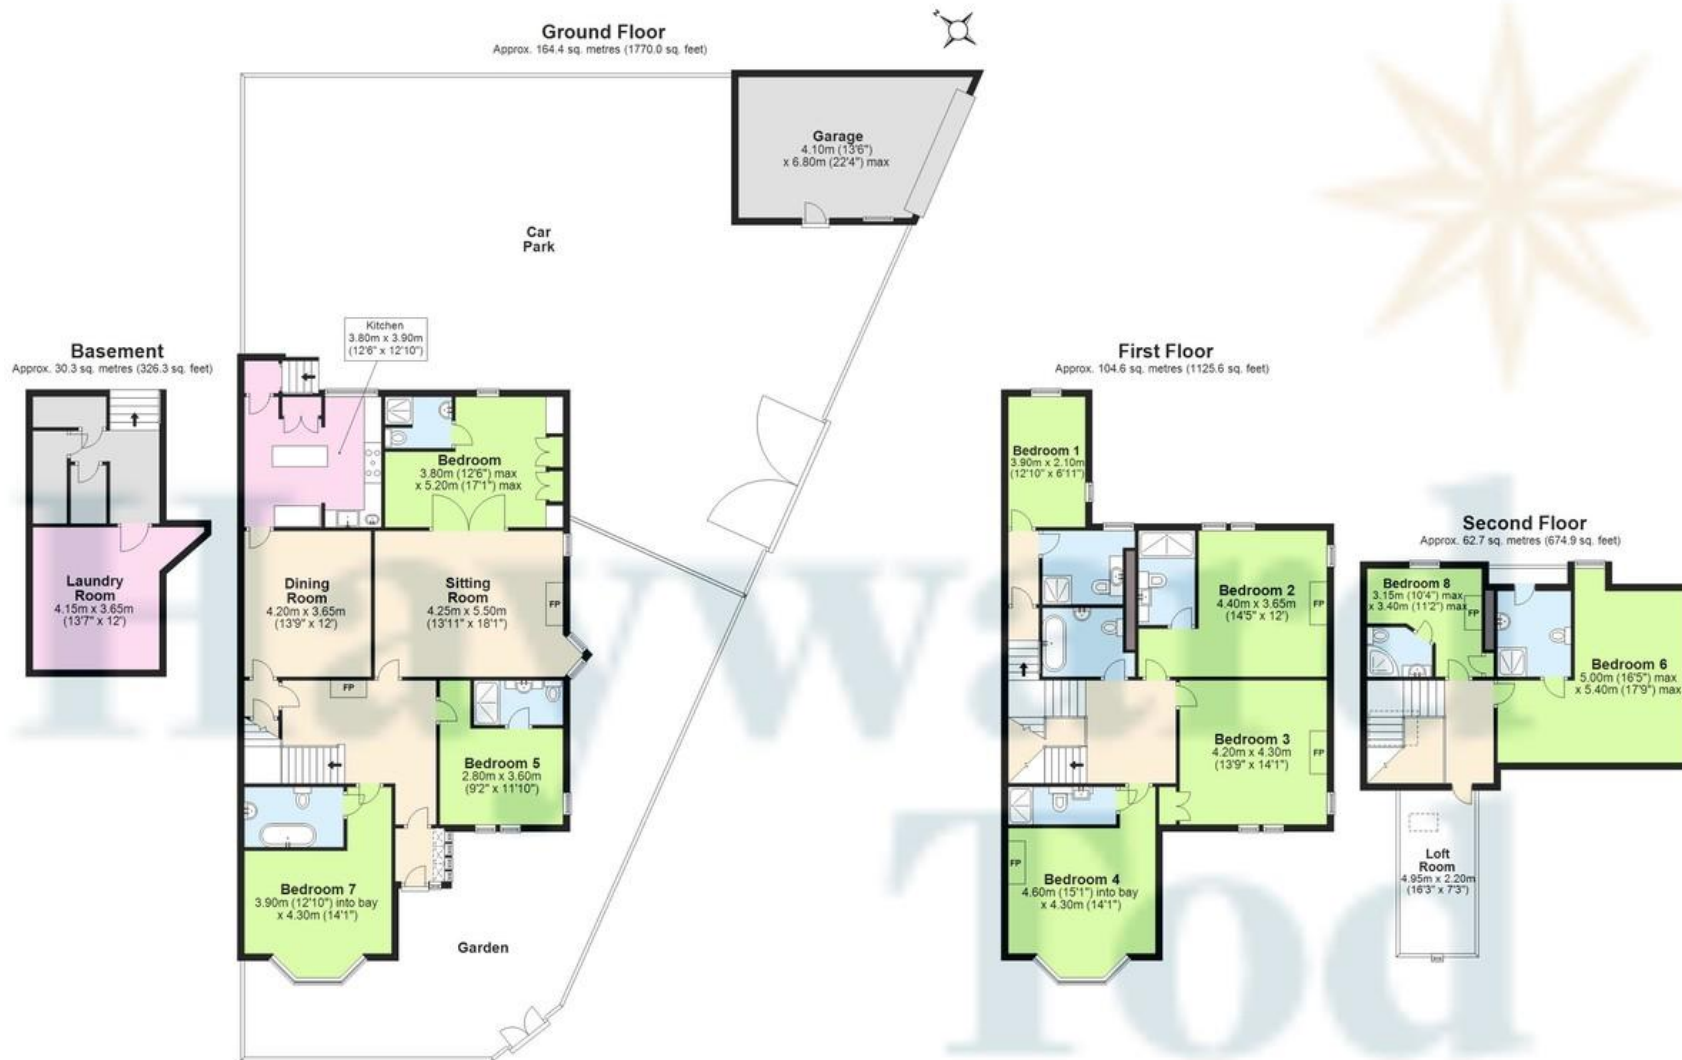 Ground Floor
Approx. 164.4 sq. metres (1770.0 sq. feet)
N
Garage
4.10m (13'6")
x 6.80m (22'4") max
Car
Park
Kitchen
3.80m x 3.90m
(12'6" x 12'10")
Basement
Approx. 30.3 sq. metres (326.3 sq. feet)
Laundry
Room
4.15m x 3.65m
(13'7" x 12')
Bedroom
3.80m (12'6") max
x 5.20m (17'1") max
Dining
Room
4.20m x 3.65m
(13'9" x 12')
Sitting
Room
4.25m x 5.50m
(13'11" x 18'1")
FP
FP
Bedroom 5
2.80m x 3.60m
(9'2" x 11'10")
Bedroom 7
3.90m (12'10") into bay
x 4.30m (14'1")
Garden
First Floor
Approx. 104.6 sq. metres (1125.6 sq. feet)
Bedroom 1
3.90m x 2.10m
(12'10" x 6'11")
Bedroom 2
4.40m x 3.65m
(14'5" x 12')
FP
Bedroom 3
4.20m x 4.30m
(13'9" x 14'1")
FP
FP
Bedroom 4
4.60m (15'1") into bay
x 4.30m (14'1")
Second Floor
Approx. 62.7 sq. metres (674.9 sq. feet)
Bedroom 8
3.15m (10'4") max
x 3.40m (11'2") max
FP
Bedroom 6
5.00m (16'5") max
x 5.40m (17'9") max
Loft
Room
4.95m x 2.20m
(16'3" x 7'3")
Hayward
Tod